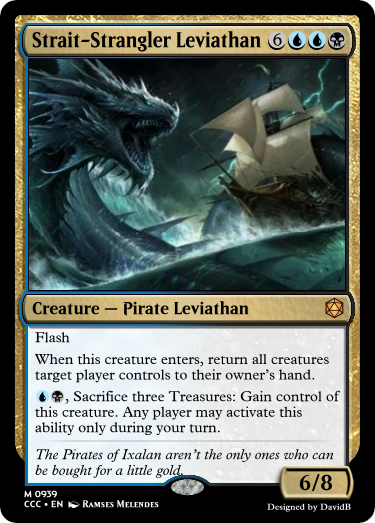 Strait-Strangler Leviathan 6
Creature — Pirate Leviathan
Flash
When this creature enters, return all creatures
target player controls to their owner's hand.
, Sacrifice three Treasures: Gain control of
this creature. Any player may activate this
ability only during your turn.
The Pirates of Ixalan aren't the only ones who can
be bought for a little gold.
6/8
M 0939
CCC • EN Ramses Melendes
Designed by DavidB